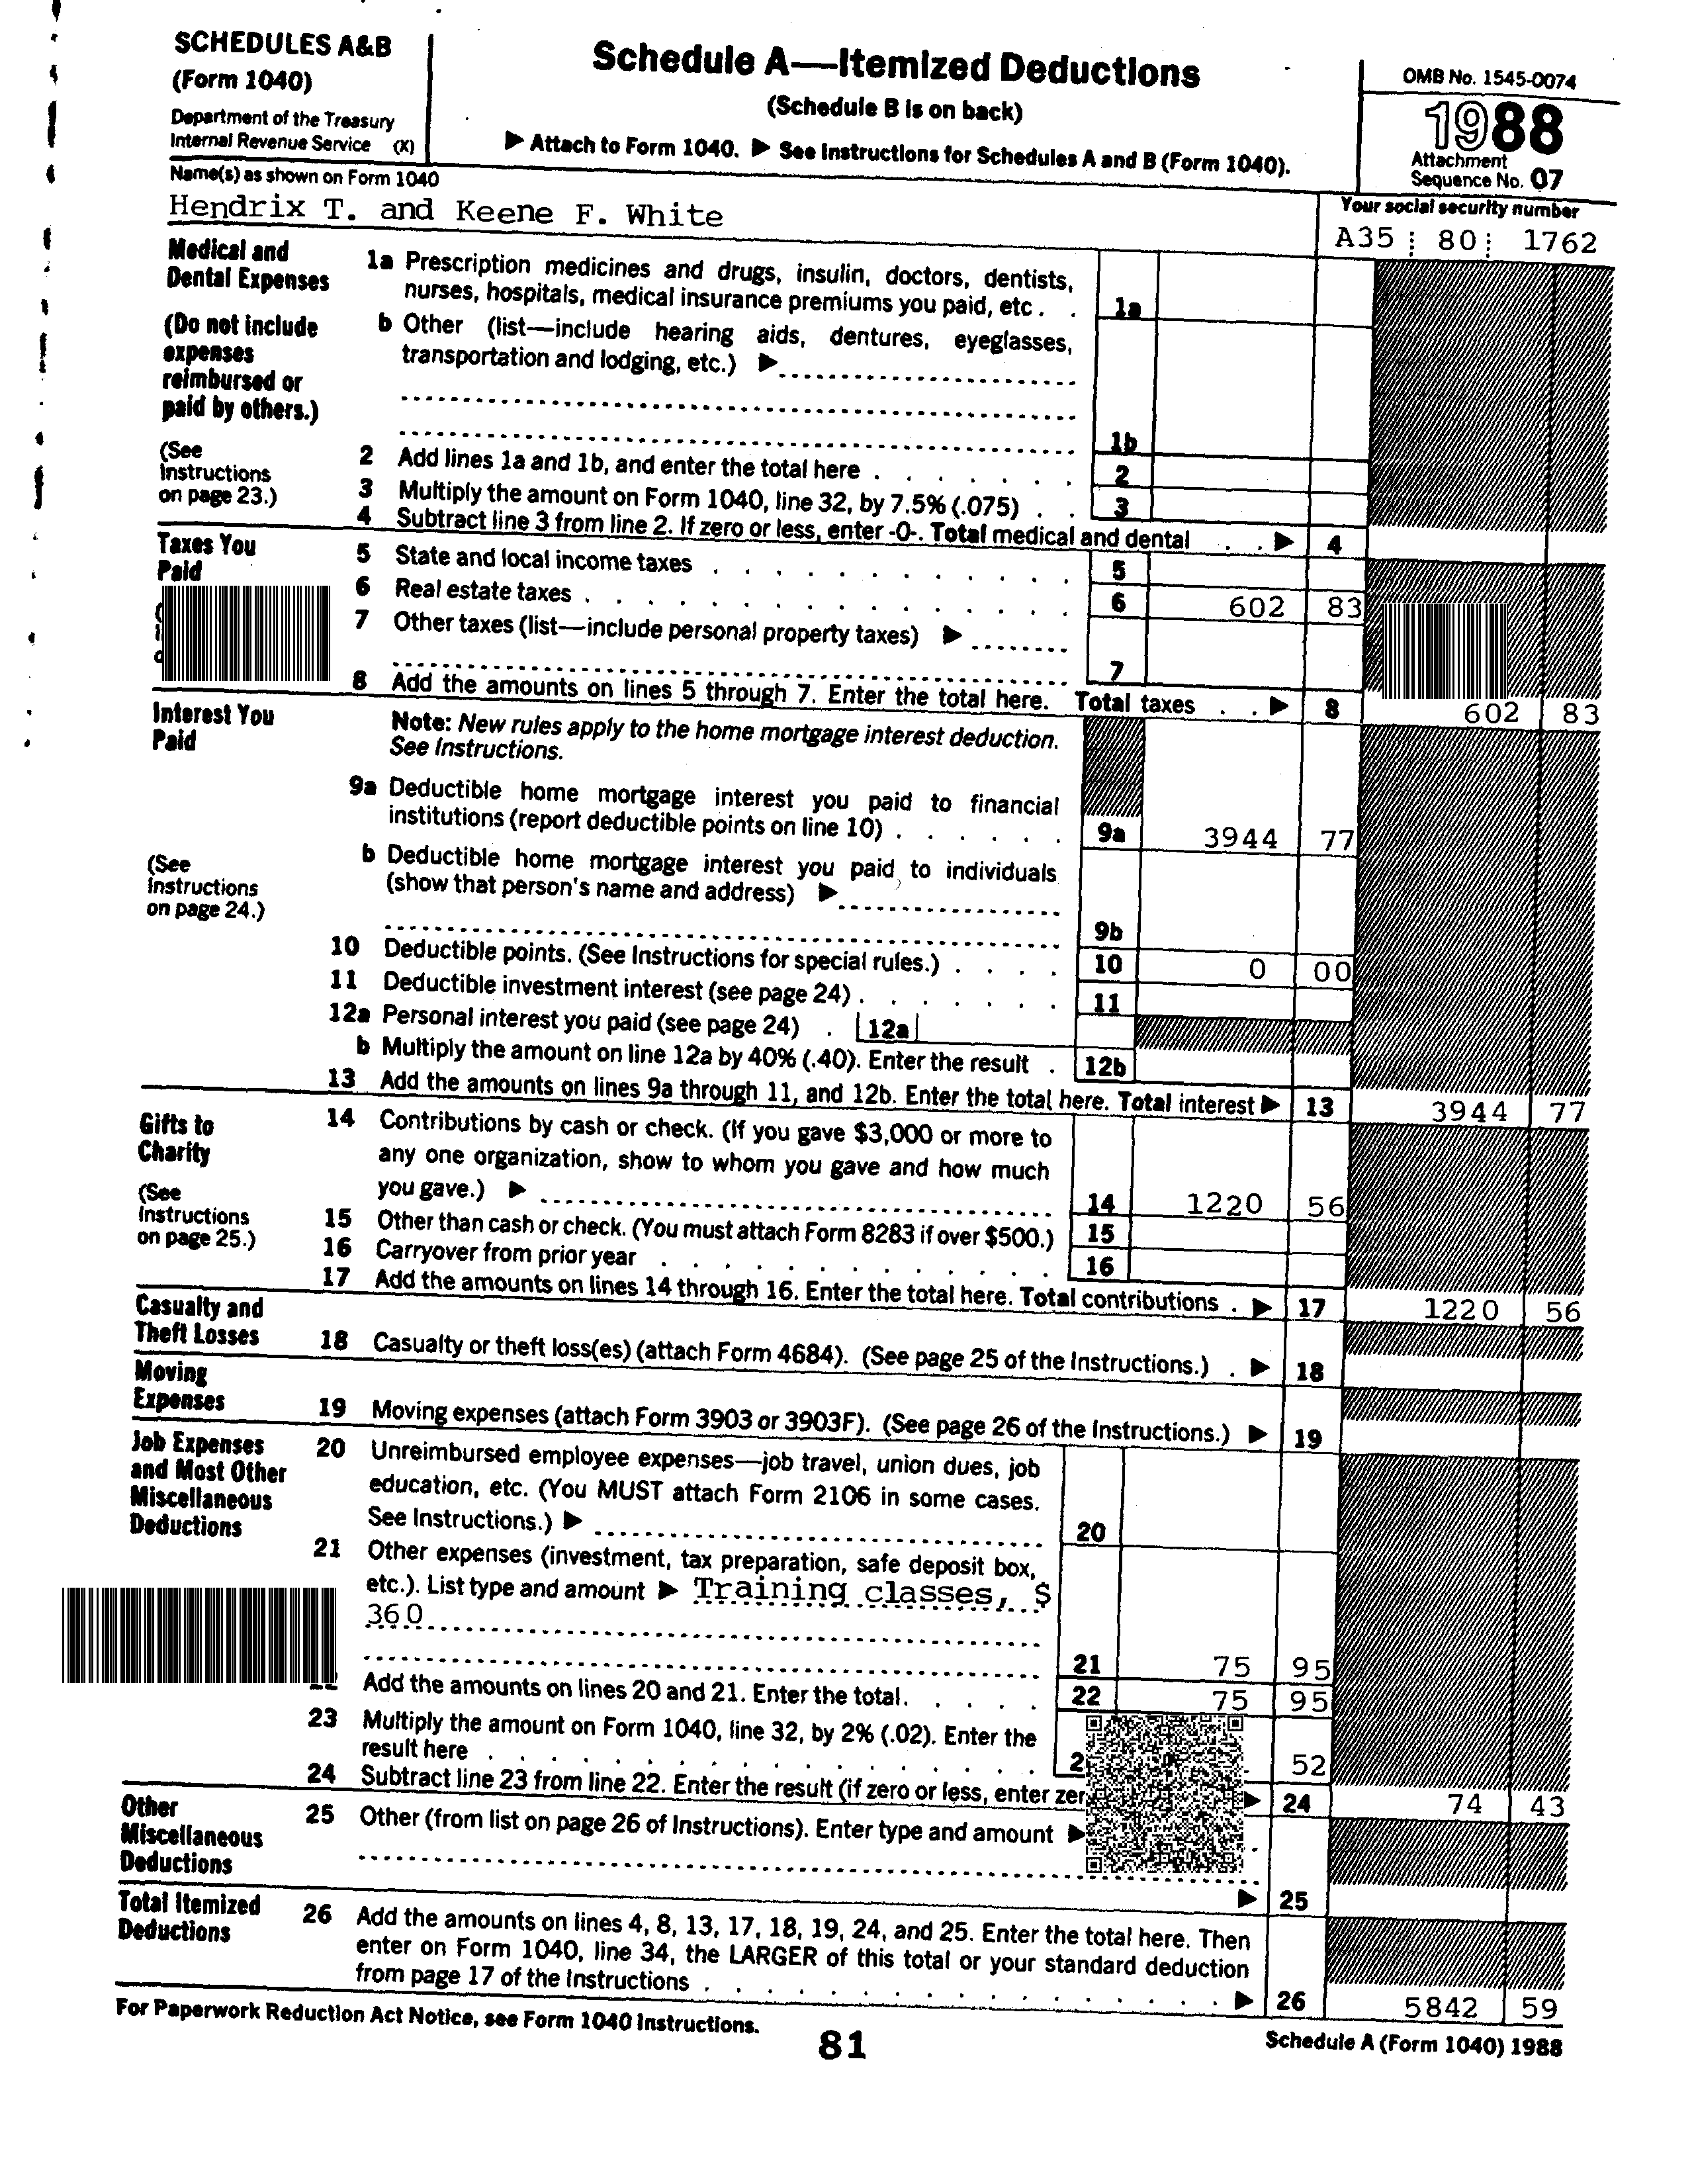 SCHEDULES A&B
(Form 1040)
Department of the Treasury
Internal Revenue Service (X)
Schedule A—Itemized Deductions
(Schedule B is on back)
▶ Attach to Form 1040. ▶ See Instructions for Schedules A and B (Form 1040).
OMB No. 1545-0074
1988
Attachment
Sequence No. 07
Name(s) as shown on Form 1040
Hendrix T. and Keene F. White
Your social security number
A35 80 1762
Medical and
Dental Expenses
(Do not include
expenses
reimbursed or
paid by others.)
(See
Instructions
on page 23.)
1a Prescription medicines and drugs, insulin, doctors, dentists,
nurses, hospitals, medical insurance premiums you paid, etc . . 1a
b Other (list—include hearing aids, dentures, eyeglasses,
transportation and lodging, etc.) ▶
1b
2 Add lines 1a and 1b, and enter the total here . . . . . . . 2
3 Multiply the amount on Form 1040, line 32, by 7.5% (.075) . . 3
4 Subtract line 3 from line 2. If zero or less, enter -0-. Total medical and dental . . ▶ 4
Taxes You
Paid
5 State and local income taxes . . . . . . . . . . . . 5
6 Real estate taxes . . . . . . . . . . . . . . . . 6 602 83
7 Other taxes (list—include personal property taxes) ▶
7
8 Add the amounts on lines 5 through 7. Enter the total here. Total taxes . . ▶ 8 602 83
Interest You
Paid
(See
Instructions
on page 24.)
Note: New rules apply to the home mortgage interest deduction.
See Instructions.
9a Deductible home mortgage interest you paid to financial
institutions (report deductible points on line 10) . . . . . . 9a 3944 77
b Deductible home mortgage interest you paid to individuals
(show that person's name and address) ▶
9b
10 Deductible points. (See Instructions for special rules.) . . . . 10 0 00
11 Deductible investment interest (see page 24) . . . . . . . 11
12a Personal interest you paid (see page 24) . 12a
b Multiply the amount on line 12a by 40% (.40). Enter the result . 12b
13 Add the amounts on lines 9a through 11, and 12b. Enter the total here. Total interest ▶ 13 3944 77
Gifts to
Charity
(See
Instructions
on page 25.)
14 Contributions by cash or check. (If you gave $3,000 or more to
any one organization, show to whom you gave and how much
you gave.) ▶ 14 1220 56
15 Other than cash or check. (You must attach Form 8283 if over $500.) 15
16 Carryover from prior year . . . . . . . . . . . . . 16
17 Add the amounts on lines 14 through 16. Enter the total here. Total contributions . ▶ 17 1220 56
Casualty and
Theft Losses
18 Casualty or theft loss(es) (attach Form 4684). (See page 25 of the Instructions.) . ▶ 18
Moving
Expenses
19 Moving expenses (attach Form 3903 or 3903F). (See page 26 of the Instructions.) ▶ 19
Job Expenses
and Most Other
Miscellaneous
Deductions
20 Unreimbursed employee expenses—job travel, union dues, job
education, etc. (You MUST attach Form 2106 in some cases.
See Instructions.) ▶ 20
21 Other expenses (investment, tax preparation, safe deposit box,
etc.). List type and amount ▶ Training classes, $
360
21 75 95
Add the amounts on lines 20 and 21. Enter the total. . . . . 22 75 95
23 Multiply the amount on Form 1040, line 32, by 2% (.02). Enter the
result here . . . . . . . . . . . . . . . . . 2 52
24 Subtract line 23 from line 22. Enter the result (if zero or less, enter zer ▶ 24 74 43
Other
Miscellaneous
Deductions
25 Other (from list on page 26 of Instructions). Enter type and amount ▶
▶ 25
Total Itemized
Deductions
26 Add the amounts on lines 4, 8, 13, 17, 18, 19, 24, and 25. Enter the total here. Then
enter on Form 1040, line 34, the LARGER of this total or your standard deduction
from page 17 of the Instructions . . . . . . . . . . . . . . . . ▶ 26 5842 59
For Paperwork Reduction Act Notice, see Form 1040 Instructions.
81
Schedule A (Form 1040) 1988